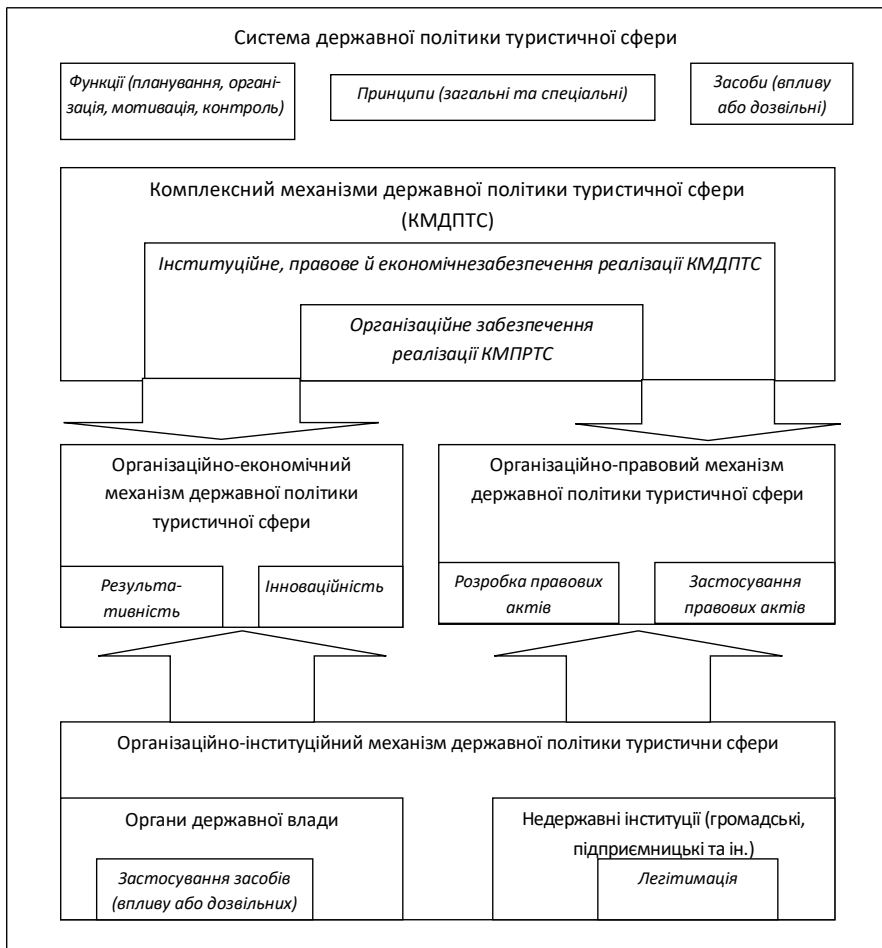 Система державної політики туристичної сфери
Функції (планування, органі-
зація, мотивація, контроль)
Принципи (загальні та спеціальні)
Засоби (впливу
або дозвільні)
Комплексний механізми державної політики туристичної сфери
(КМДПТС)
Інституційне, правове й економічнезабезпечення реалізації КМДПТС
Організаційне забезпечення
реалізації КМПРТС
Організаційно-економічний
механізм державної політики
туристичної сфери
Результа-
тивність
Інноваційність
Організаційно-правовий механізм
державної політики туристичної сфери
Розробка правових
актів
Застосування
правових актів
Організаційно-інституційний механізм державної політики туристични сфери
Органи державної влади
Застосування засобів
(впливу або дозвільних)
Недержавні інституції (громадські,
підприємницькі та ін.)
Легітимація